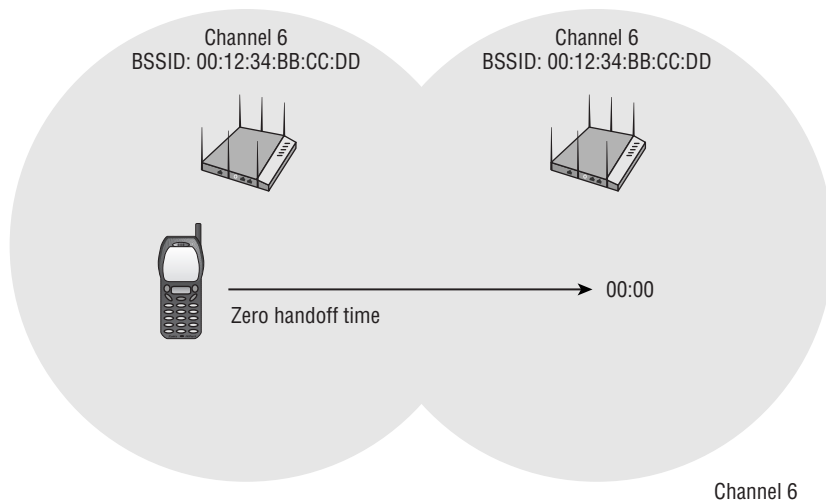 Channel 6
BSSID: 00:12:34:BB:CC:DD
Channel 6
BSSID: 00:12:34:BB:CC:DD
00:00
Zero handoff time
Channel 6